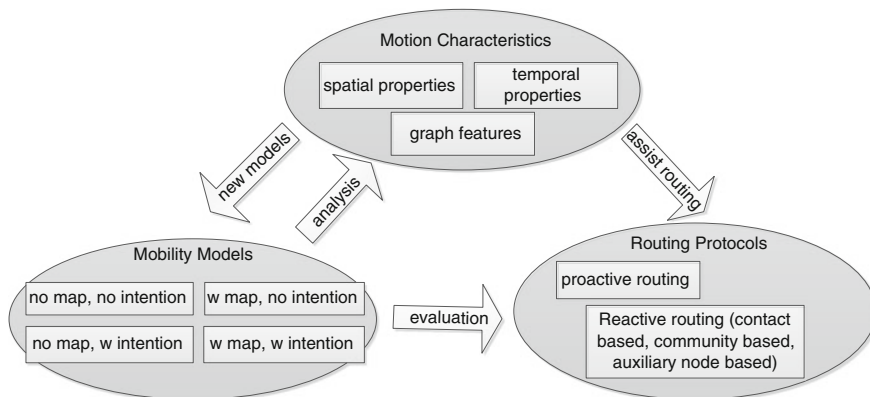 Motion Characteristics
spatial properties
temporal
properties
graph features
new models
analysis
assist routing
Mobility Models
no map, no intention
w map, no intention
no map, w intention
w map, w intention
evaluation
Routing Protocols
proactive routing
Reactive routing (contact
based, community based,
auxiliary node based)